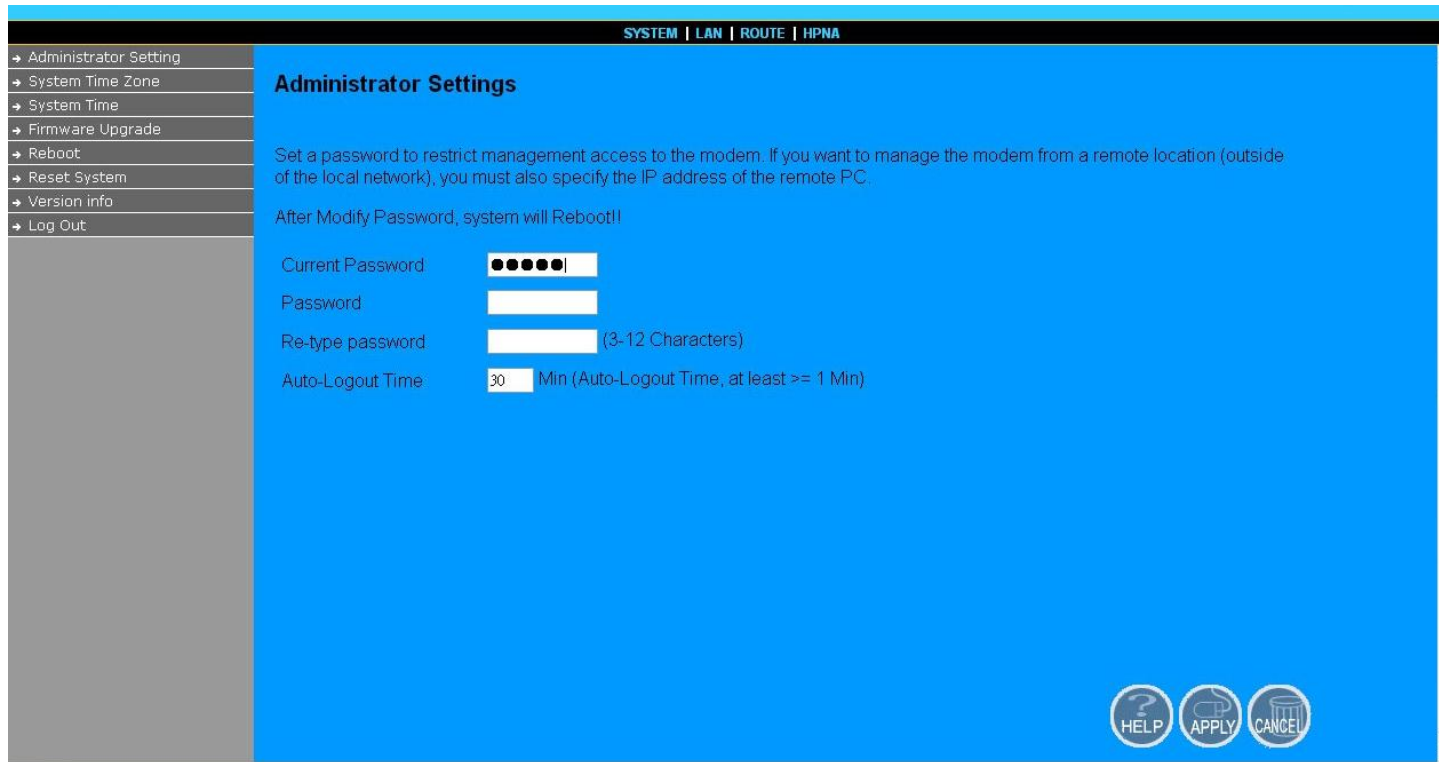 SYSTEM | LAN | ROUTE | HPNA
→ Administrator Setting
→ System Time Zone
→ System Time
→ Firmware Upgrade
→ Reboot
→ Reset System
→ Version info
→ Log Out
Administrator Settings
Set a password to restrict management access to the modem. If you want to manage the modem from a remote location (outside
of the local network), you must also specify the IP address of the remote PC.
After Modify Password, system will Reboot!!
Current Password ●●●●●
Password
Re-type password (3-12 Characters)
Auto-Logout Time 30 Min (Auto-Logout Time, at least >= 1 Min)
HELP APPLY CANCEL